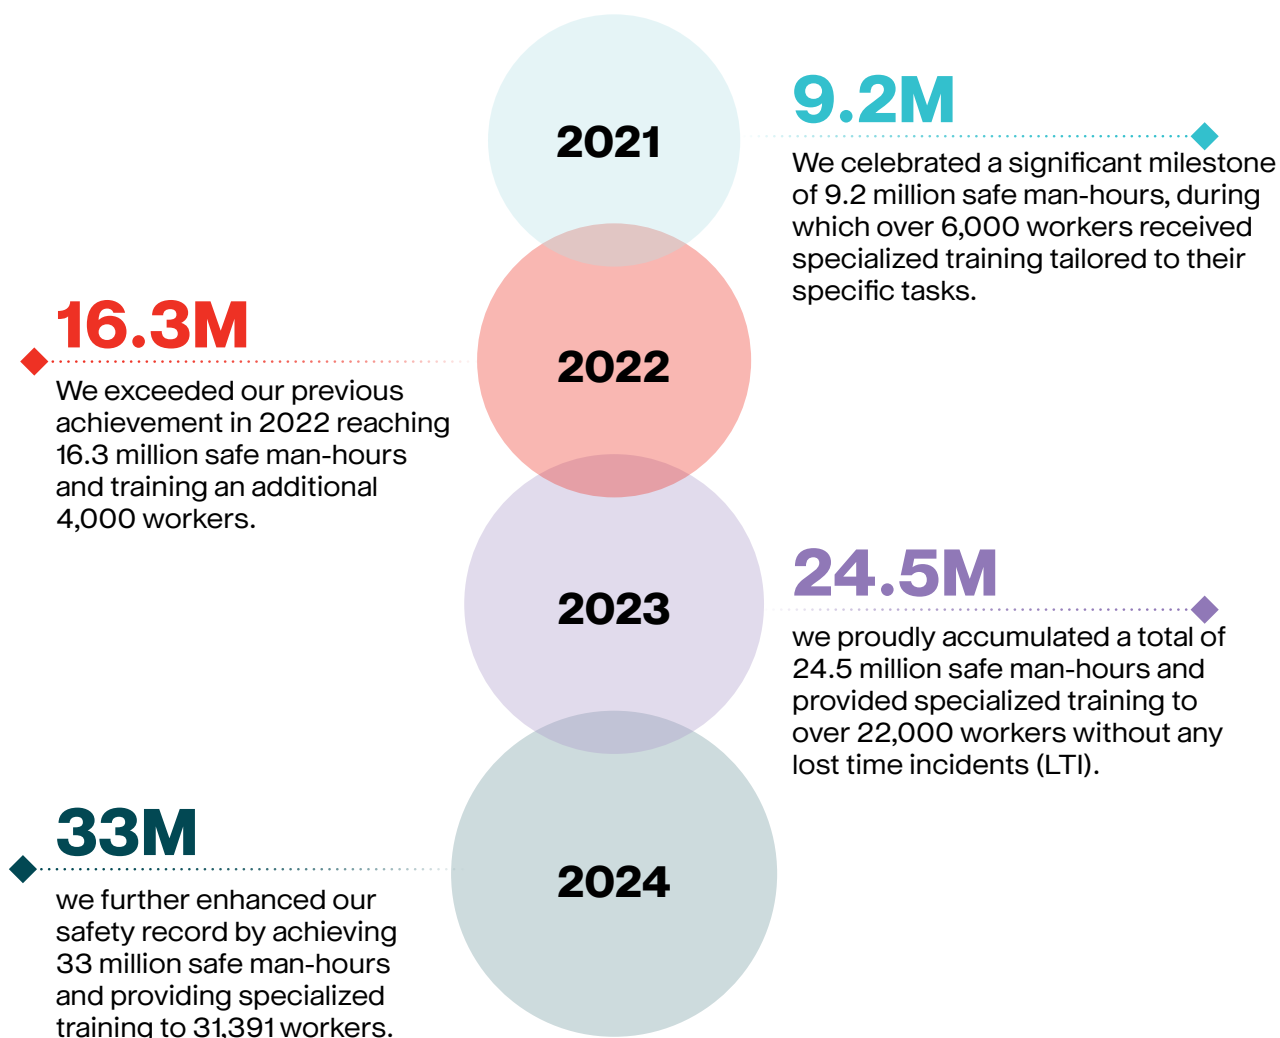 2021
9.2M
We celebrated a significant milestone
of 9.2 million safe man-hours, during
which over 6,000 workers received
specialized training tailored to their
specific tasks.
16.3M
We exceeded our previous
achievement in 2022 reaching
16.3 million safe man-hours
and training an additional
4,000 workers.
2022
2023
24.5M
we proudly accumulated a total of
24.5 million safe man-hours and
provided specialized training to
over 22,000 workers without any
lost time incidents (LTI).
33M
we further enhanced our
safety record by achieving
33 million safe man-hours
and providing specialized
training to 31,391 workers.
2024